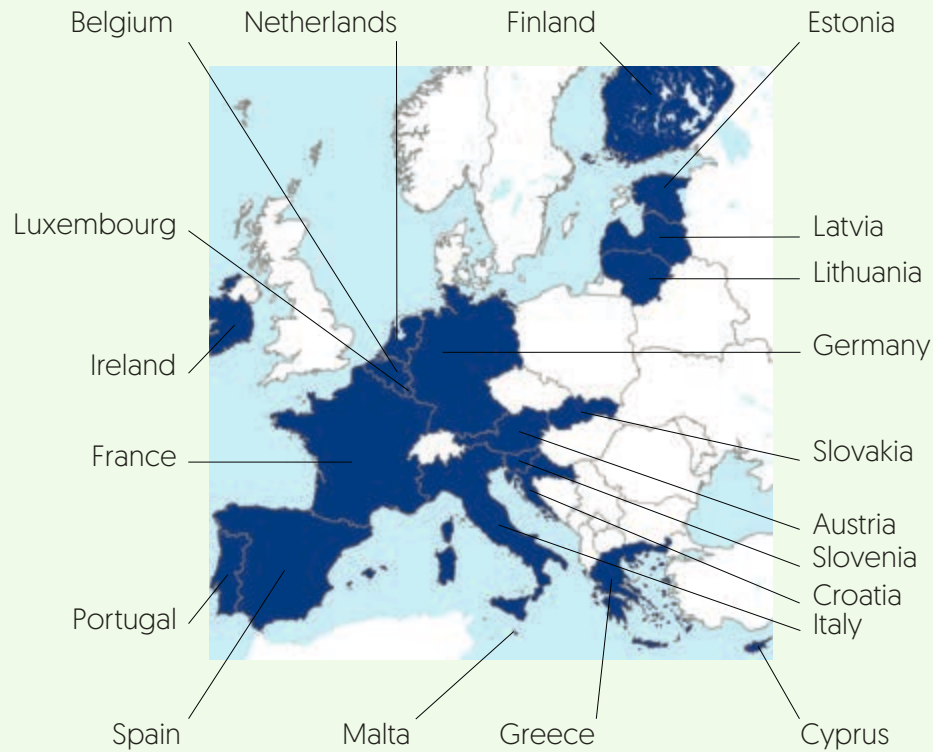 Belgium
Netherlands
Finland
Estonia
Luxembourg
Latvia
Lithuania
Ireland
Germany
France
Slovakia
Austria
Slovenia
Croatia
Portugal
Italy
Spain
Malta
Greece
Cyprus